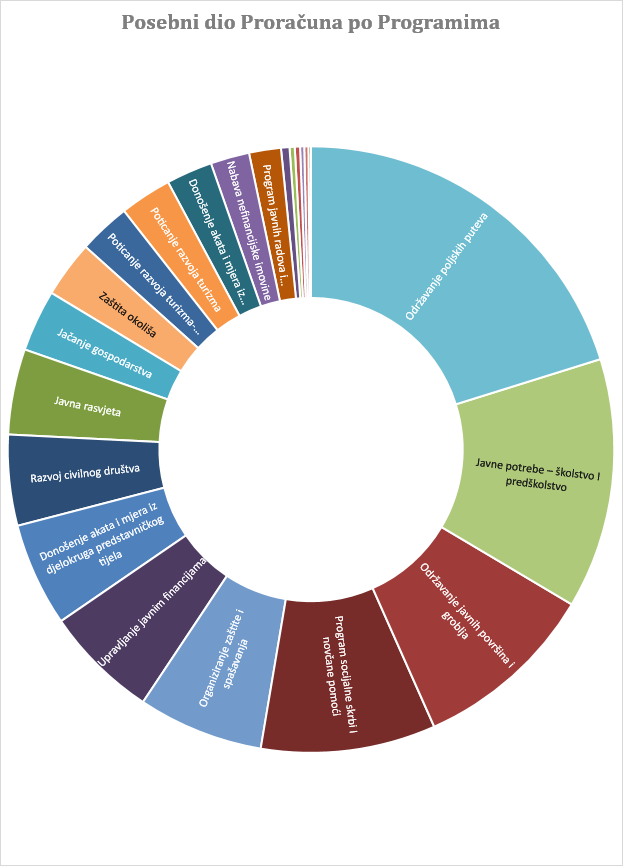 Posebni dio Proračuna po Programima
Održavanje poljskih puteva
Javne potrebe – školstvo I
predškolstvo
Održavanje javnih površina i
groblja
Program socijalne skrbi i
novčane pomoći
Organiziranje zaštite i
spašavanja
Upravljanje javnim financijama
Donošenje akata i mjera iz
djelokruga predstavničkog
tijela
Razvoj civilnog društva
Javna rasvjeta
Jačanje gospodarstva
Zaštita okoliša
Poticanje razvoja turizma-...
Poticanje razvoja turizma
Donošenje akata i mjera iz...
Nabava nefinancijske imovine
Program javnih radova i...